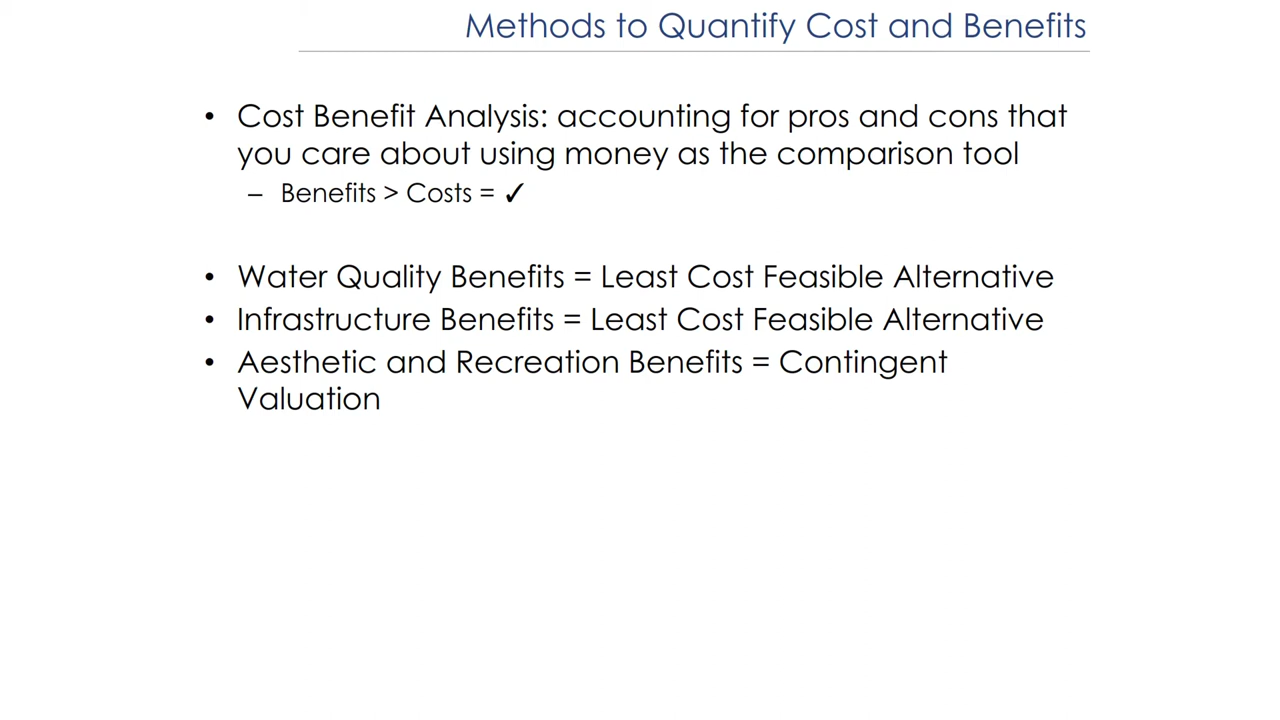 Methods to Quantify Cost and Benefits
• Cost Benefit Analysis: accounting for pros and cons that
you care about using money as the comparison tool
– Benefits > Costs = ✓
• Water Quality Benefits = Least Cost Feasible Alternative
• Infrastructure Benefits = Least Cost Feasible Alternative
• Aesthetic and Recreation Benefits = Contingent
Valuation